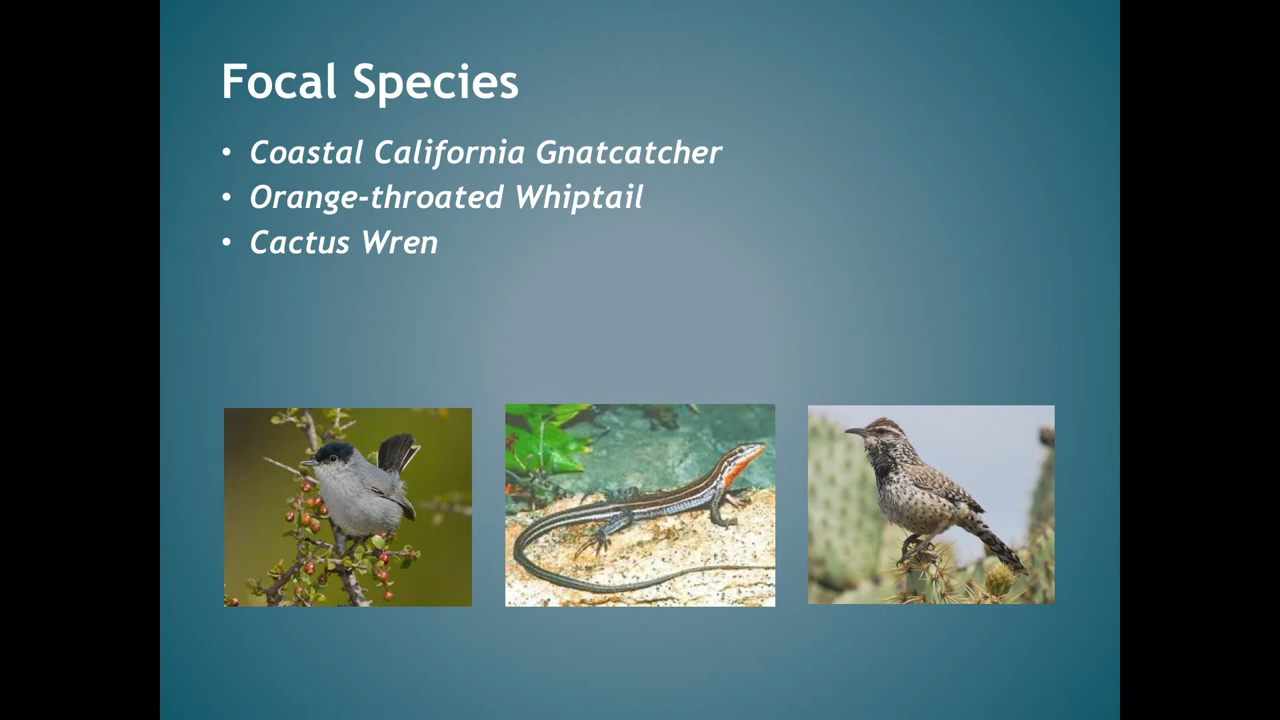 Focal Species
• Coastal California Gnatcatcher
• Orange-throated Whiptail
• Cactus Wren